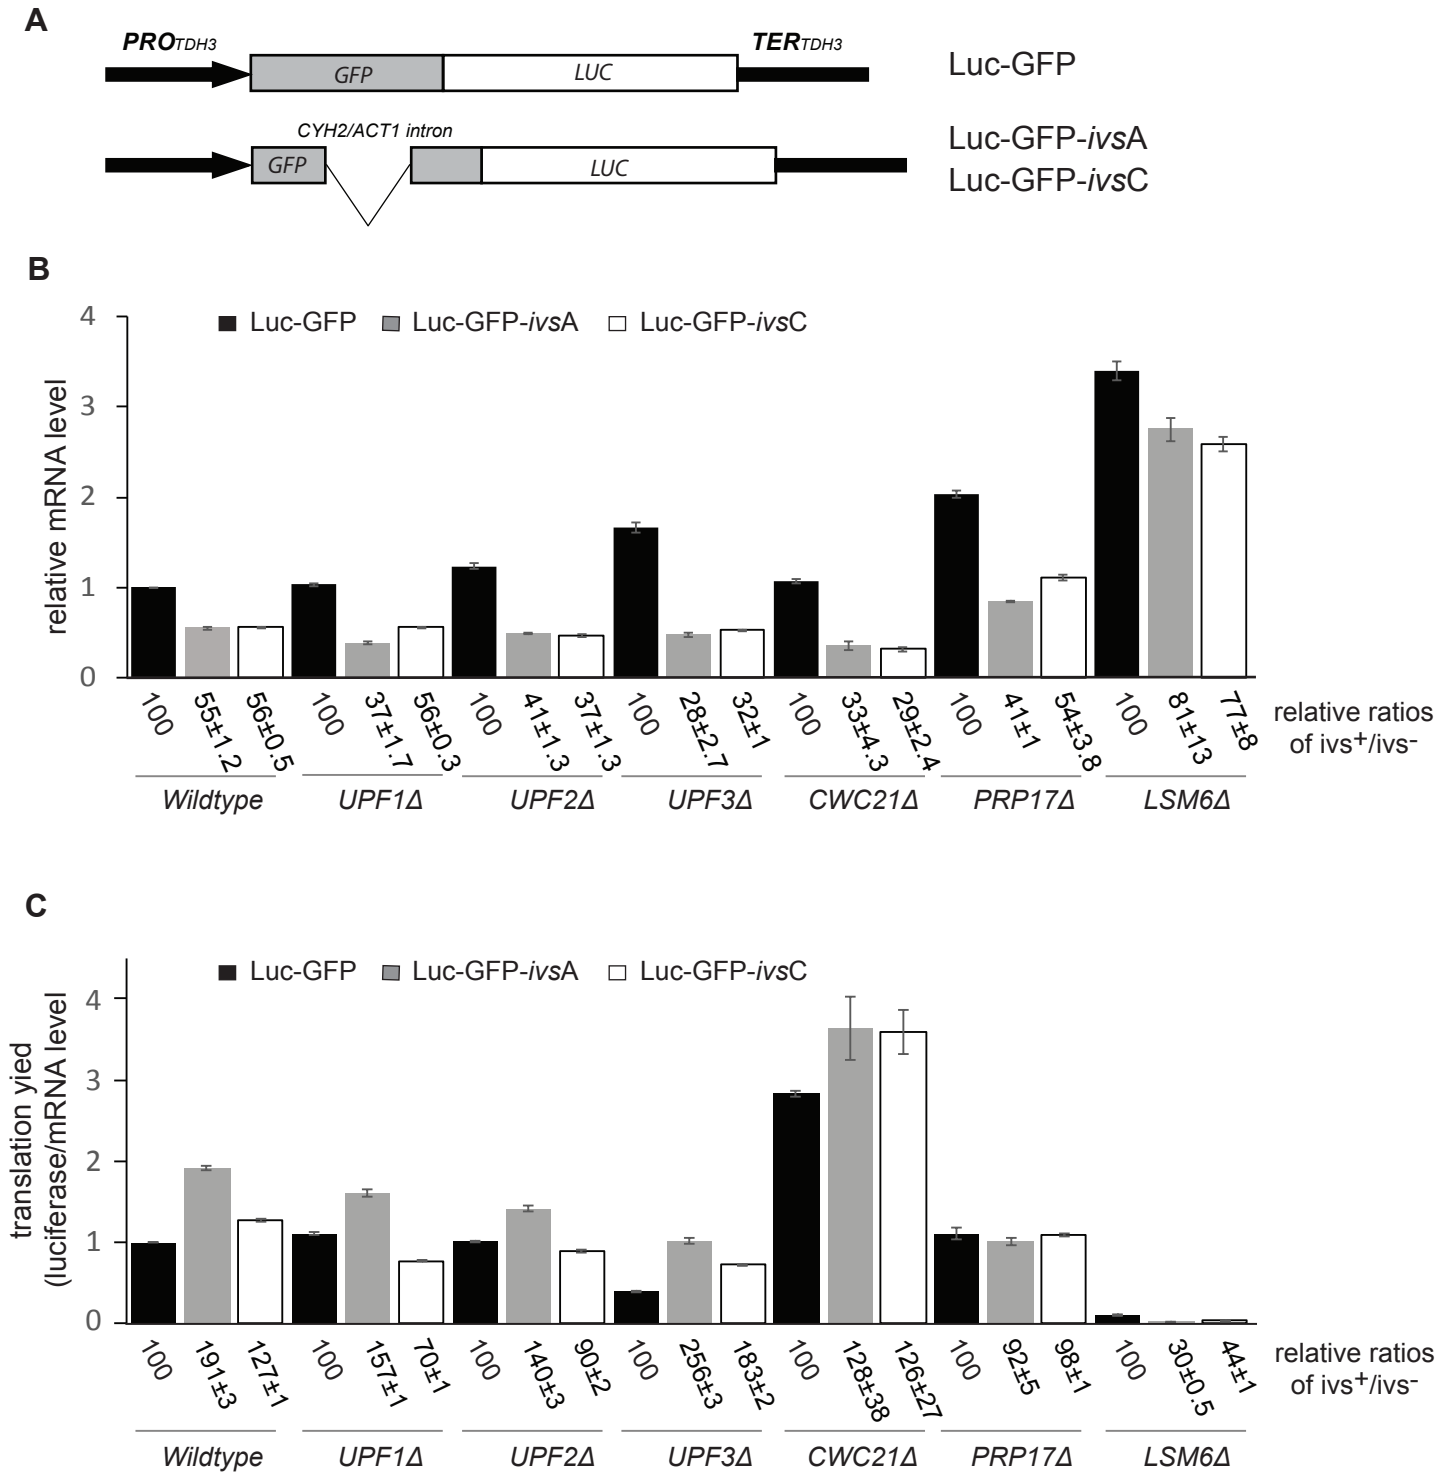 A
PROTDH3 TERTDH3
GFP LUC Luc-GFP
CYH2/ACT1 intron
GFP LUC
Luc-GFP-ivsA
Luc-GFP-ivsC
B
Luc-GFP Luc-GFP-ivsA Luc-GFP-ivsC
relative mRNA level
4
3
2
1
0
100 55±1.2 56±0.5 100 37±1.7 56±0.3 100 41±1.3 37±1.3 100 28±2.7 32±1 100 33±4.3 29±2.4 100 41±1 54±3.8 100 81±13 77±8
relative ratios
of ivs+/ivs-
Wildtype UPF1Δ UPF2Δ UPF3Δ CWC21Δ PRP17Δ LSM6Δ
C
Luc-GFP Luc-GFP-ivsA Luc-GFP-ivsC
translation yied
(luciferase/mRNA level
4
3
2
1
0
100 191±3 127±1 100 157±1 70±1 100 140±3 90±2 100 256±3 183±2 100 128±38 126±27 100 92±5 98±1 100 30±0.5 44±1
relative ratios
of ivs+/ivs-
Wildtype UPF1Δ UPF2Δ UPF3Δ CWC21Δ PRP17Δ LSM6Δ